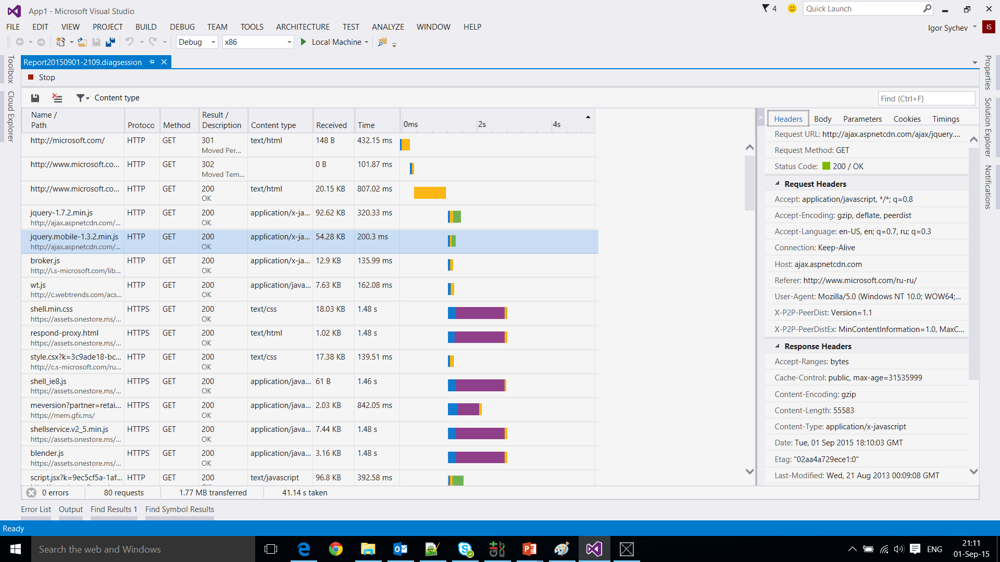 App1 - Microsoft Visual Studio
4
Quick Launch
FILE EDIT VIEW PROJECT BUILD DEBUG TEAM TOOLS ARCHITECTURE TEST ANALYZE WINDOW HELP
Igor Sychev IS
Debug x86 Local Machine
Toolbox
Cloud Explorer
Report20150901-2109.diagsession
Stop
Content type
Find (Ctrl+F)
Name / Path Protoco Method Result / Description Content type Received Time 0ms 2s 4s
http://microsoft.com/ HTTP GET 301 text/html 148 B 432.15 ms
Moved Per...
http://www.microsoft.co... HTTP GET 302 0 B 101.87 ms
Moved Tem...
http://www.microsoft.co... HTTP GET 200 text/html 20.15 KB 807.02 ms
OK
jquery-1.7.2.min.js HTTP GET 200 application/x-ja... 92.62 KB 320.33 ms
http://ajax.aspnetcdn.com/... OK
jquery.mobile-1.3.2.min.js HTTP GET 200 application/x-ja... 54.28 KB 200.3 ms
http://ajax.aspnetcdn.com/... OK
broker.js HTTP GET 200 application/x-ja... 12.9 KB 135.99 ms
http://i.s-microsoft.com/lib... OK
wt.js HTTP GET 200 application/java... 7.63 KB 162.08 ms
http://c.webtrends.com/acs... OK
shell.min.css HTTPS GET 200 text/css 18.03 KB 1.48 s
https://assets.onestore.ms/... OK
respond-proxy.html HTTPS GET 200 text/html 1.02 KB 1.48 s
https://assets.onestore.ms/... OK
style.csx?k=3c9ade18-bc... HTTP GET 200 text/css 17.38 KB 139.51 ms
http://c.s-microsoft.com/ru... OK
shell_ie8.js HTTPS GET 200 application/java... 61 B 1.46 s
https://assets.onestore.ms/... OK
meversion?partner=retai... HTTPS GET 200 application/java... 2.03 KB 842.05 ms
https://mem.gfx.ms/ OK
shellservice.v2_5.min.js HTTPS GET 200 application/java... 7.44 KB 1.48 s
https://assets.onestore.ms/... OK
blender.js HTTPS GET 200 application/java... 3.16 KB 1.48 s
https://assets.onestore.ms/... OK
script.jsx?k=9ec5cf5a-1af... HTTP GET 200 text/javascript 96.8 KB 392.58 ms
0 errors 80 requests 1.77 MB transferred 41.14 s taken
Headers Body Parameters Cookies Timings
Request URL: http://ajax.aspnetcdn.com/ajax/jquery....
Request Method: GET
Status Code: 200 / OK
Request Headers
Accept: application/javascript, */*; q=0.8
Accept-Encoding: gzip, deflate, peerdist
Accept-Language: en-US, en; q=0.7, ru; q=0.3
Connection: Keep-Alive
Host: ajax.aspnetcdn.com
Referer: http://www.microsoft.com/ru-ru/
User-Agent: Mozilla/5.0 (Windows NT 10.0; WOW64;...
X-P2P-PeerDist: Version=1.1
X-P2P-PeerDistEx: MinContentInformation=1.0, MaxC...
Response Headers
Accept-Ranges: bytes
Cache-Control: public, max-age=31535999
Content-Encoding: gzip
Content-Length: 55583
Content-Type: application/x-javascript
Date: Tue, 01 Sep 2015 18:10:03 GMT
Etag: "02aa4a729ece1:0"
Last-Modified: Wed, 21 Aug 2013 00:09:08 GMT
Properties
Solution Explorer
Notifications
Error List Output Find Results 1 Find Symbol Results
Ready
Search the web and Windows
ENG
21:11
01-Sep-15